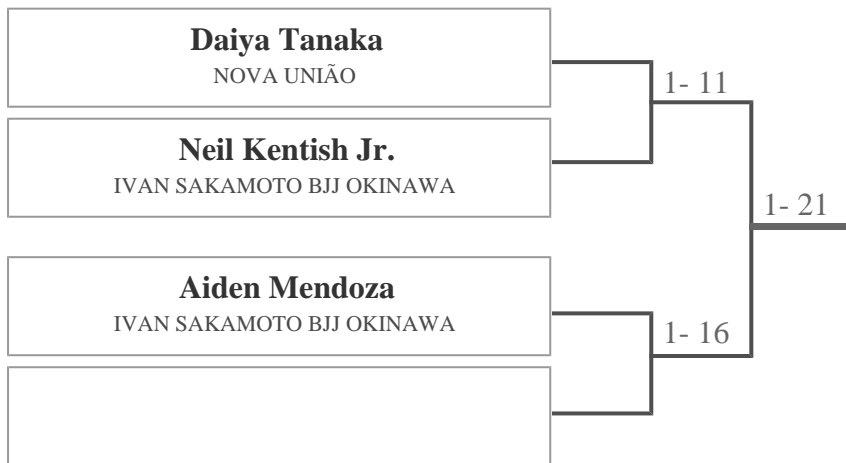 Daiya Tanaka
NOVA UNIÃO
1- 11
Neil Kentish Jr.
IVAN SAKAMOTO BJJ OKINAWA
1- 21
Aiden Mendoza
IVAN SAKAMOTO BJJ OKINAWA
1- 16